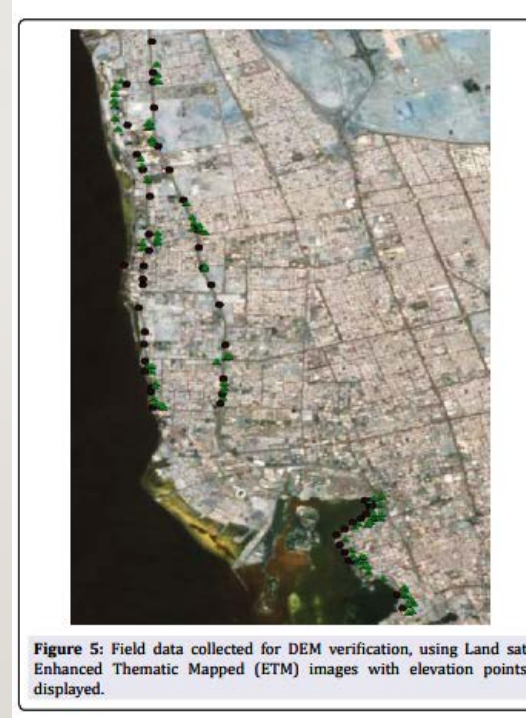 Figure 5: Field data collected for DEM verification, using Land sat
Enhanced Thematic Mapped (ETM) images with elevation points
displayed.